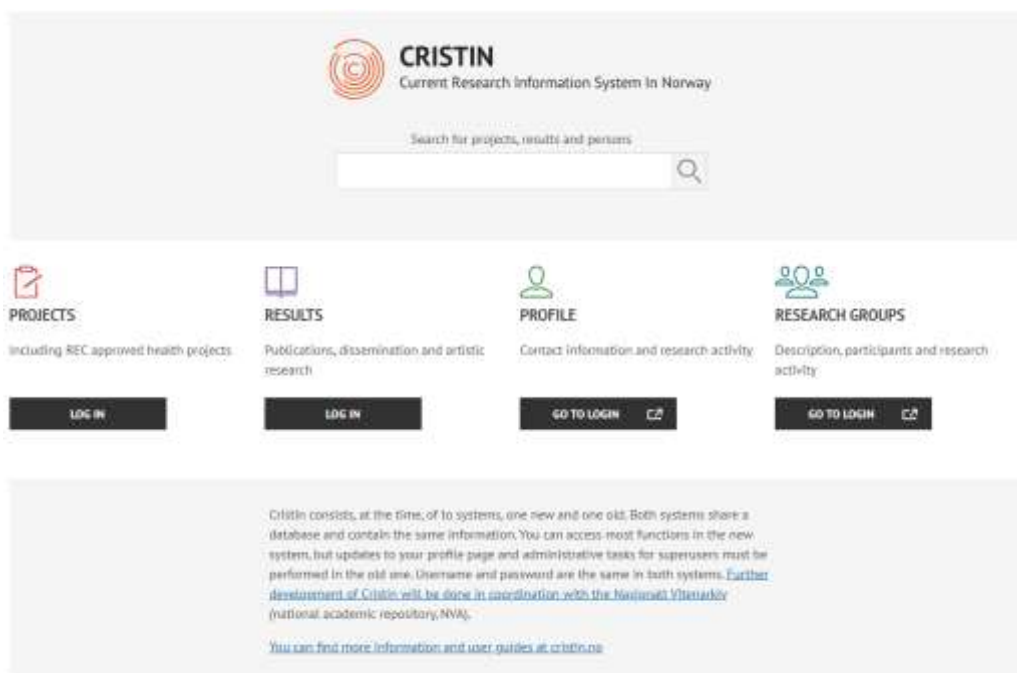 CRISTIN
Current Research Information System In Norway
Search for projects, results and persons
PROJECTS
Including REC approved health projects
LOG IN
RESULTS
Publications, dissemination and artistic
research
LOG IN
PROFILE
Contact information and research activity
GO TO LOGIN
RESEARCH GROUPS
Description, participants and research
activity
GO TO LOGIN
Cristin consists, at the time, of to systems, one new and one old. Both systems share a
database and contain the same information. You can access most functions in the new
system, but updates to your profile page and administrative tasks for superusers must be
performed in the old one. Username and password are the same in both systems. Further
development of Cristin will be done in coordination with the Nasjonalt Vitenarkiv
(national academic repository, NVA).
You can find more information and user guides at cristin.no